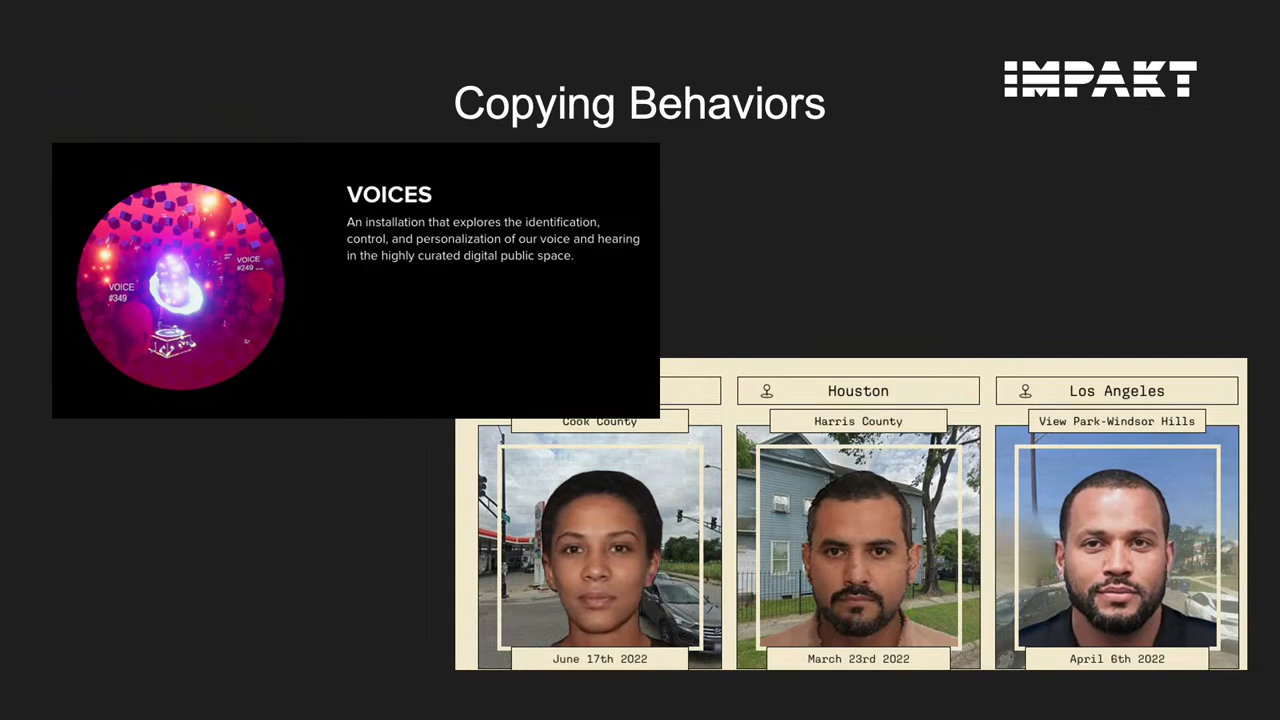 IMPAKT
Copying Behaviors
VOICES
An installation that explores the identification,
control, and personalization of our voice and hearing
in the highly curated digital public space.
VOICE
#249
VOICE
#349
Houston
Los Angeles
Cook County
Harris County
View Park-Windsor Hills
June 17th 2022
March 23rd 2022
April 6th 2022